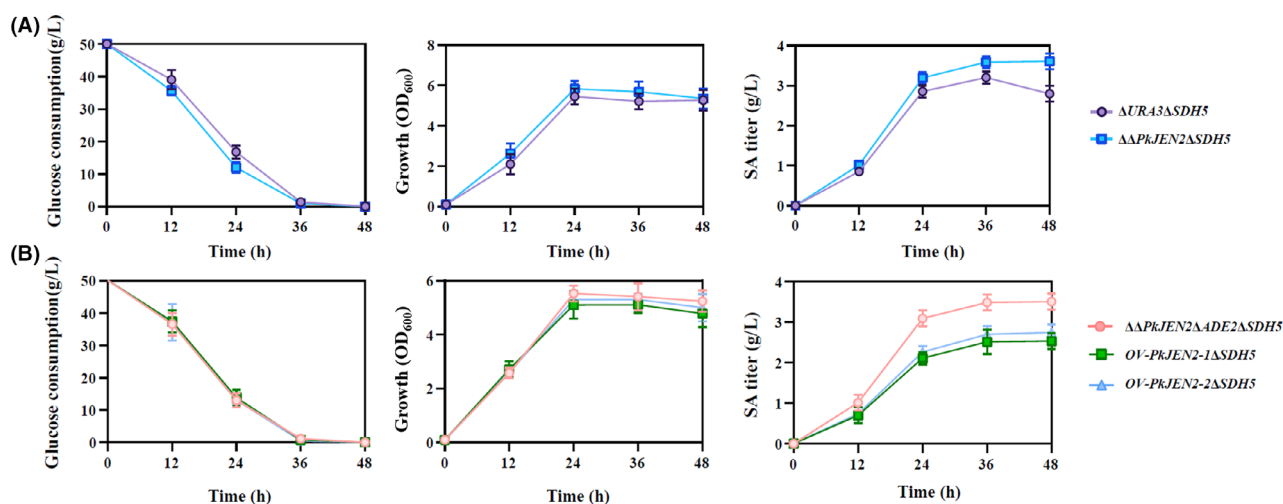 (A)
Glucose consumption(g/L)
50
40
30
20
10
0
0 12 24 36 48
Time (h)
Growth (OD600)
8
6
4
2
0
0 12 24 36 48
Time (h)
SA titer (g/L)
4
3
2
1
0
0 12 24 36 48
Time (h)
ΔURA3ΔSDH5
ΔΔPkJEN2ΔSDH5
(B)
Glucose consumption(g/L)
50
40
30
20
10
0
0 12 24 36 48
Time (h)
Growth (OD600)
6
4
2
0
0 12 24 36 48
Time (h)
SA titer (g/L)
4
3
2
1
0
0 12 24 36 48
Time (h)
ΔΔPkJEN2ΔADE2ΔSDH5
OV-PkJEN2-1ΔSDH5
OV-PkJEN2-2ΔSDH5